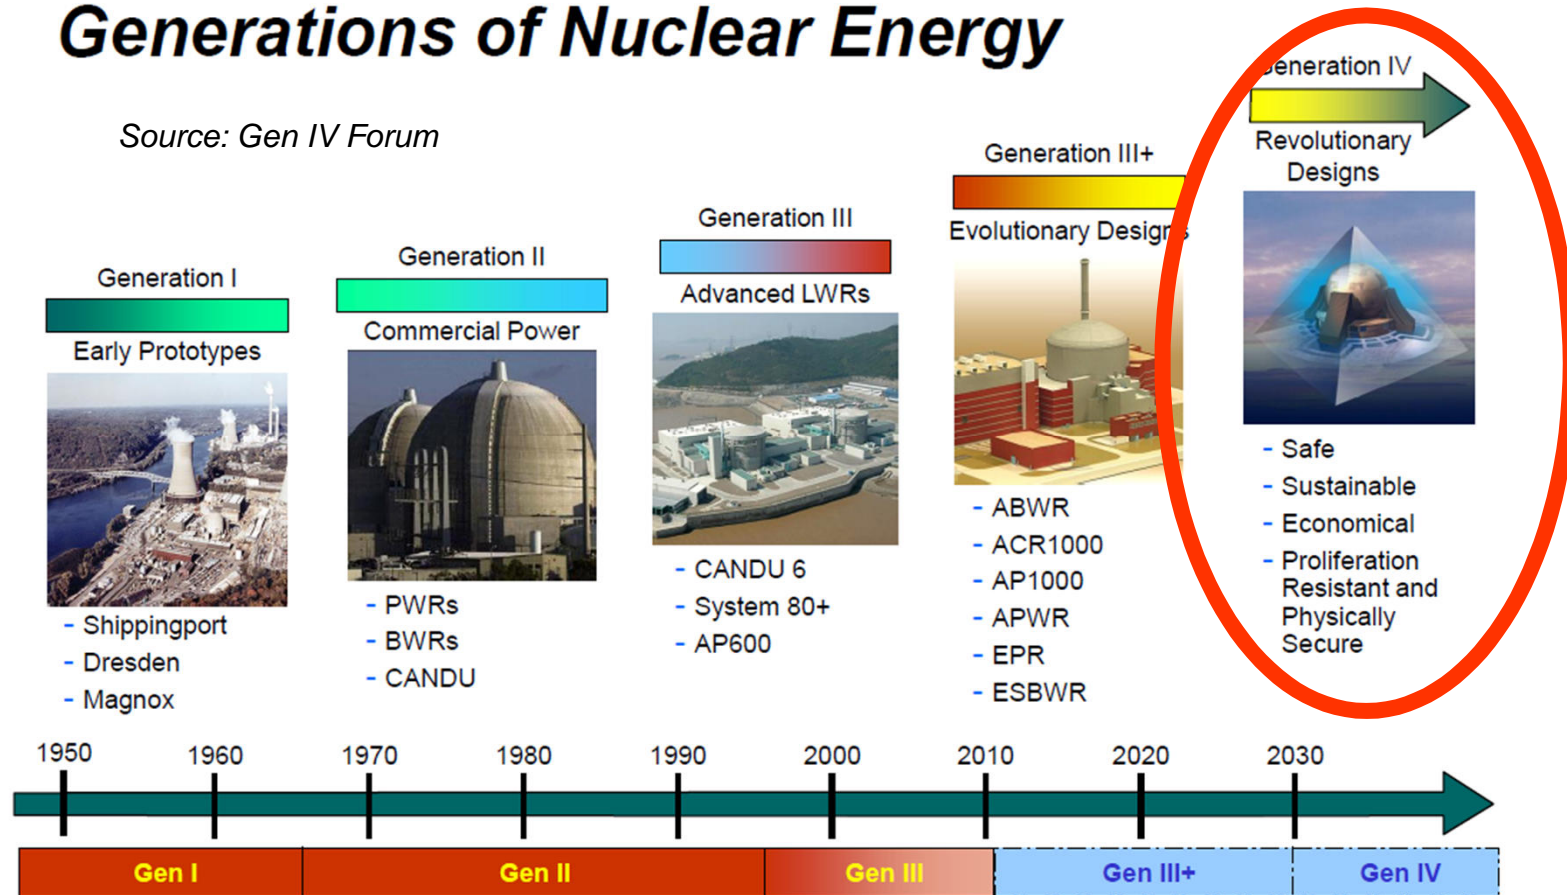 Generations of Nuclear Energy
Source: Gen IV Forum
Generation I
Early Prototypes
- Shippingport
- Dresden
- Magnox
Generation II
Commercial Power
- PWRs
- BWRs
- CANDU
Generation III
Advanced LWRs
- CANDU 6
- System 80+
- AP600
Generation III+
Evolutionary Designs
- ABWR
- ACR1000
- AP1000
- APWR
- EPR
- ESBWR
Generation IV
Revolutionary
Designs
- Safe
- Sustainable
- Economical
- Proliferation
Resistant and
Physically
Secure
1950 1960 1970 1980 1990 2000 2010 2020 2030
Gen I Gen II Gen III Gen III+ Gen IV